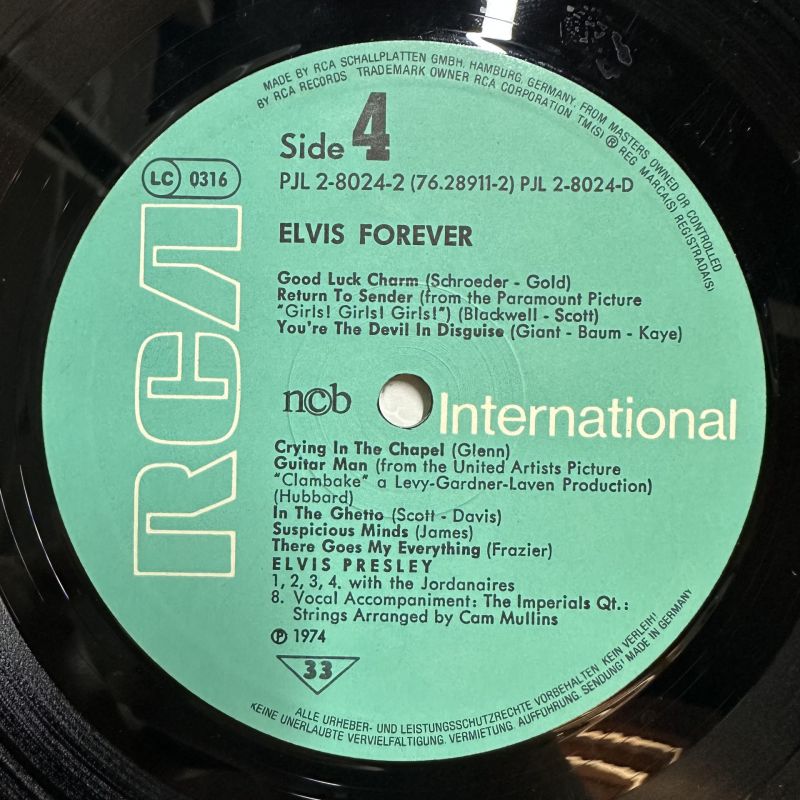 MADE BY RCA SCHALLPLATTEN GMBH, HAMBURG, GERMANY, FROM MASTERS OWNED OR CONTROLLED
BY RCA RECORDS TRADEMARK OWNER RCA CORPORATION TM(S) ® REG MARCA(S) REGISTRADA(S)
Side 4
LC 0316
PJL 2-8024-2 (76.28911-2) PJL 2-8024-D
ELVIS FOREVER
RCA
Good Luck Charm (Schroeder - Gold)
Return To Sender (from the Paramount Picture
"Girls! Girls! Girls!") (Blackwell - Scott)
You're The Devil In Disguise (Giant - Baum - Kaye)
ncb
International
Crying In The Chapel (Glenn)
Guitar Man (from the United Artists Picture
"Clambake" a Levy-Gardner-Laven Production)
(Hubbard)
In The Ghetto (Scott - Davis)
Suspicious Minds (James)
There Goes My Everything (Frazier)
ELVIS PRESLEY
1, 2, 3, 4. with the Jordanaires
8. Vocal Accompaniment: The Imperials Qt.:
Strings Arranged by Cam Mullins
℗ 1974
33
ALLE URHEBER- UND LEISTUNGSSCHUTZRECHTE VORBEHALTEN KEIN VERLEIH!
KEINE UNERLAUBTE VERVIELFÄLTIGUNG, VERMIETUNG, AUFFÜHRUNG, SENDUNG! MADE IN GERMANY